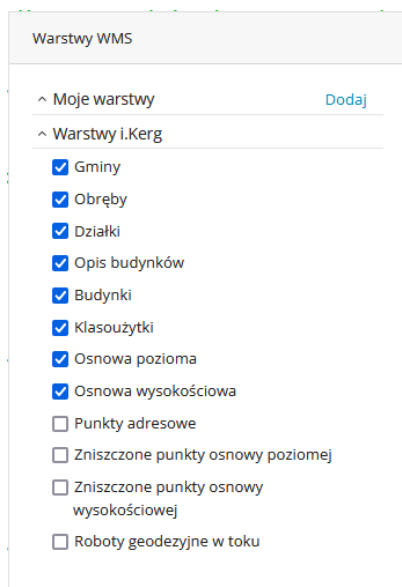 Warstwy WMS
Moje warstwy Dodaj
Warstwy i.Kerg
Gminy
Obręby
Działki
Opis budynków
Budynki
Klasoużytki
Osnowa pozioma
Osnowa wysokościowa
Punkty adresowe
Zniszczone punkty osnowy poziomej
Zniszczone punkty osnowy
wysokościowej
Roboty geodezyjne w toku